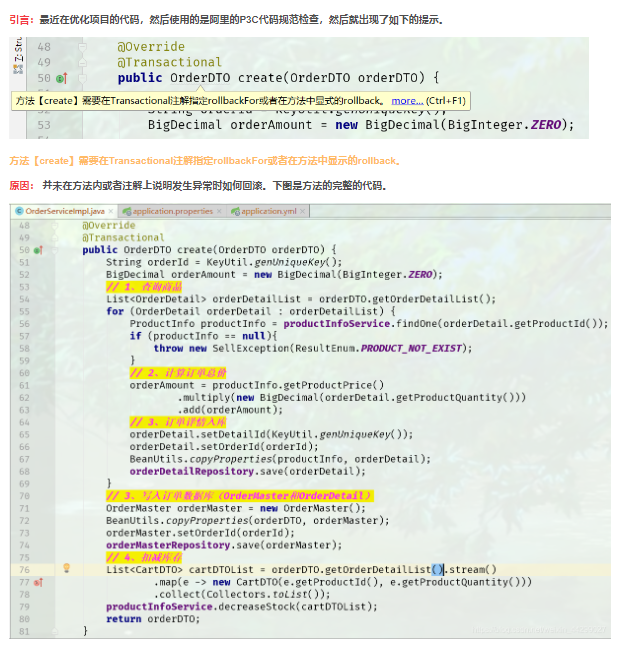 引言：最近在优化项目的代码，然后使用的是阿里的P3C代码规范检查，然后就出现了如下的提示。
48 @Override
49 @Transactional
50 public OrderDTO create(OrderDTO orderDTO) {
方法【create】需要在Transactional注解指定rollbackFor或者在方法中显式的rollback。 more... (Ctrl+F1)
53 BigDecimal orderAmount = new BigDecimal(BigInteger.ZERO);
方法【create】需要在Transactional注解指定rollbackFor或者在方法中显示的rollback。
原因： 并未在方法内或者注解上说明发生异常时如何回滚。下图是方法的完整的代码。
OrderServiceImpl.java × application.properties × application.yml ×
48 @Override
49 @Transactional
50 public OrderDTO create(OrderDTO orderDTO) {
51 String orderId = KeyUtil.genUniqueKey();
52 BigDecimal orderAmount = new BigDecimal(BigInteger.ZERO);
53 // 1、查询商品
54 List<OrderDetail> orderDetailList = orderDTO.getOrderDetailList();
55 for (OrderDetail orderDetail : orderDetailList) {
56 ProductInfo productInfo = productInfoService.findOne(orderDetail.getProductId());
57 if (productInfo == null){
58 throw new SellException(ResultEnum.PRODUCT_NOT_EXIST);
59 }
60 // 2、计算订单总价
61 orderAmount = productInfo.getProductPrice()
62 .multiply(new BigDecimal(orderDetail.getProductQuantity()))
63 .add(orderAmount);
64 // 3、订单详情入库
65 orderDetail.setDetailId(KeyUtil.genUniqueKey());
66 orderDetail.setOrderId(orderId);
67 BeanUtils.copyProperties(productInfo, orderDetail);
68 orderDetailRepository.save(orderDetail);
69 }
70 // 3、写入订单数据库（OrderMaster和OrderDetail）
71 OrderMaster orderMaster = new OrderMaster();
72 BeanUtils.copyProperties(orderDTO, orderMaster);
73 orderMaster.setOrderId(orderId);
74 orderMasterRepository.save(orderMaster);
75 // 4、扣减库存
76 List<CartDTO> cartDTOList = orderDTO.getOrderDetailList().stream()
77 .map(e -> new CartDTO(e.getProductId(), e.getProductQuantity()))
78 .collect(Collectors.toList());
79 productInfoService.decreaseStock(cartDTOList);
80 return orderDTO;
81 }